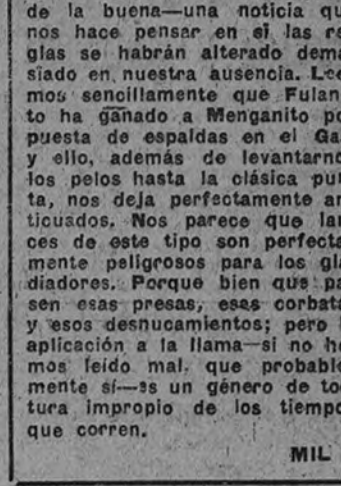 de la buena—una noticia qu
nos hace pensar en si las re
glas se habrán alterado dema
siado en nuestra ausencia. Lee
mos sencillamente que Fulan
to ha ganado a Menganito po
puesta de espaldas en el Ga
y ello, además de levantarno
los pelos hasta la clásica pun
ta, nos deja perfectamente an
ticuados. Nos parece que lan
ces de este tipo son perfecta
mente peligrosos para los gla
diadores. Porque bien que pa
sen esas presas, esas corbata
y esos desnucamientos; pero l
aplicación a la llama—si no he
mos leído mal, que probable
mente sí—es un género de tor
tura impropio de los tiempo
que corren.
MIL